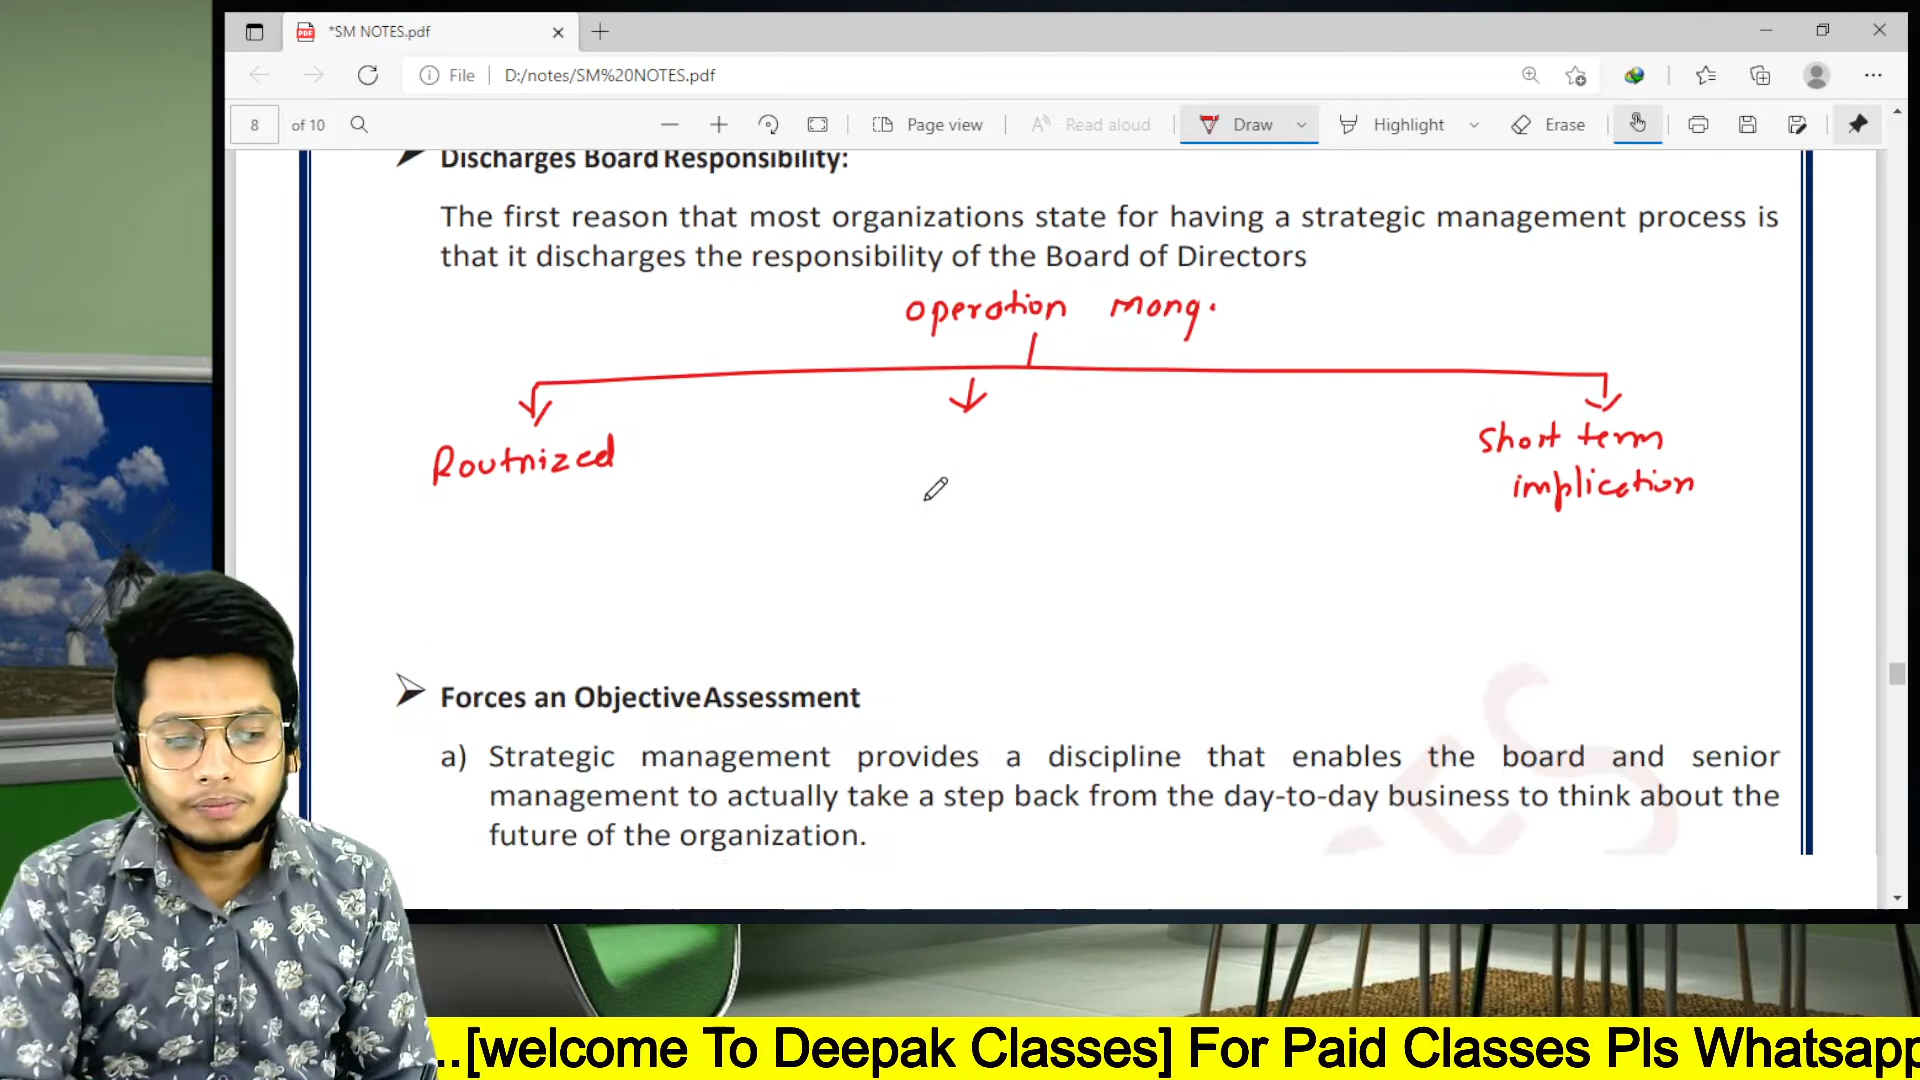 *SM NOTES.pdf
File D:/notes/SM%20NOTES.pdf
8 of 10 Page view Read aloud Draw Highlight Erase
Discharges Board Responsibility:
The first reason that most organizations state for having a strategic management process is
that it discharges the responsibility of the Board of Directors
operation mang.
Routnized
Short term
implication
Forces an Objective Assessment
a) Strategic management provides a discipline that enables the board and senior
management to actually take a step back from the day-to-day business to think about the
future of the organization.
..[welcome To Deepak Classes] For Paid Classes Pls Whatsapp